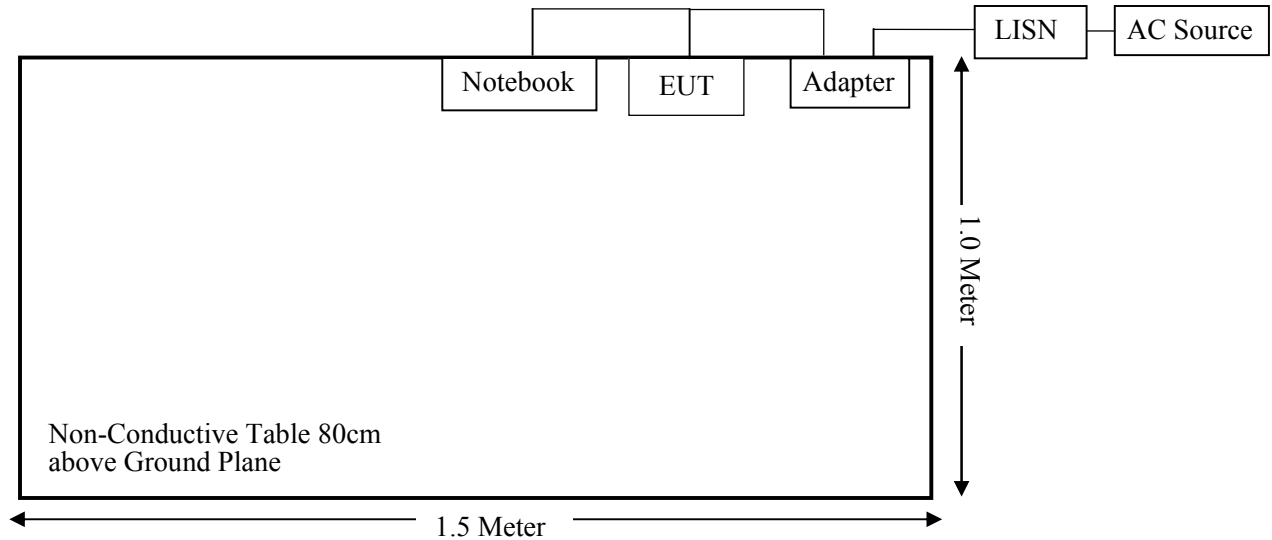 LISN
AC Source
Notebook
EUT
Adapter
1.0 Meter
Non-Conductive Table 80cm
above Ground Plane
1.5 Meter